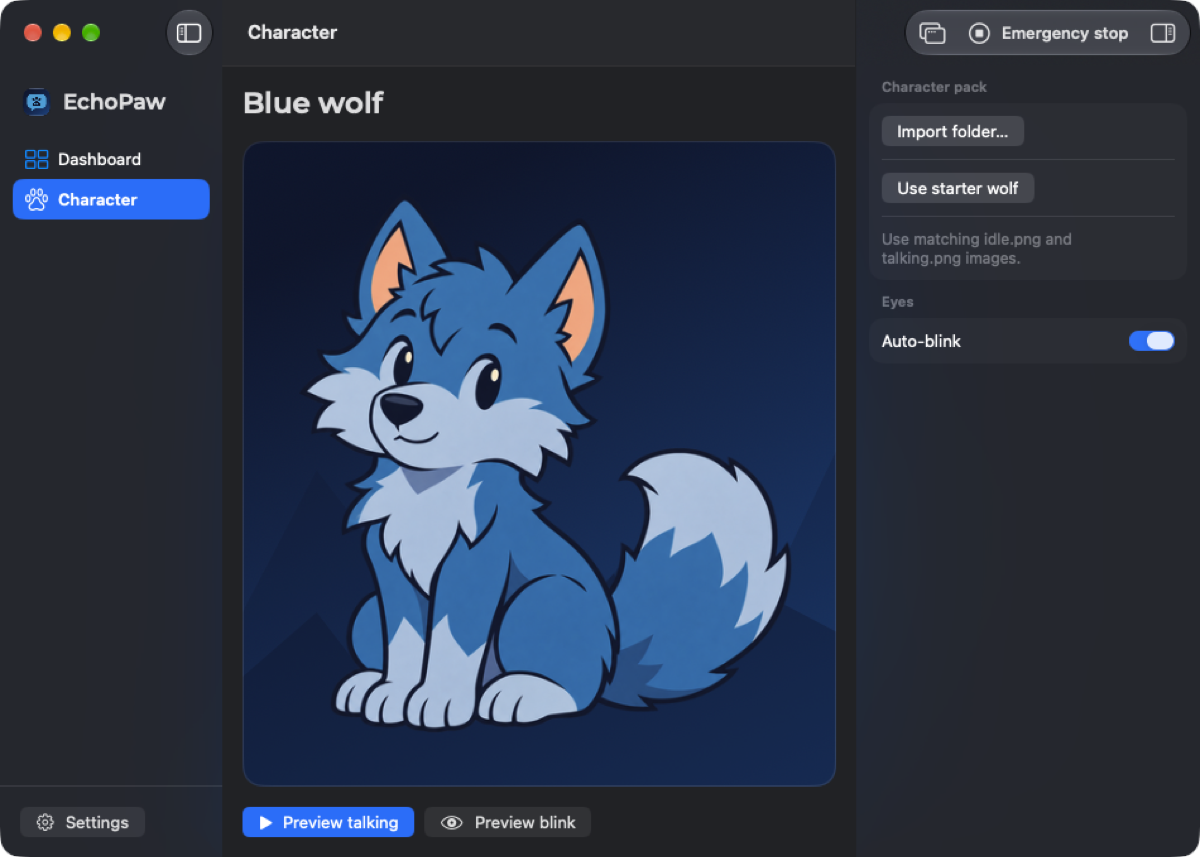 Character
Emergency stop
EchoPaw
Dashboard
Character
Settings
Blue wolf
Preview talking
Preview blink
Character pack
Import folder...
Use starter wolf
Use matching idle.png and
talking.png images.
Eyes
Auto-blink